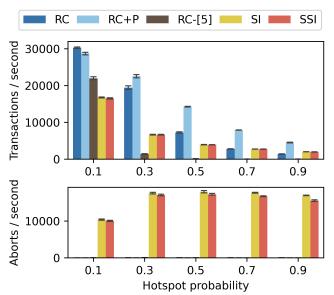 RC RC+P RC-[5] SI SSI
Transactions / second
30000
20000
10000
0
0.1 0.3 0.5 0.7 0.9
Aborts / second
10000
0
0.1 0.3 0.5 0.7 0.9
Hotspot probability